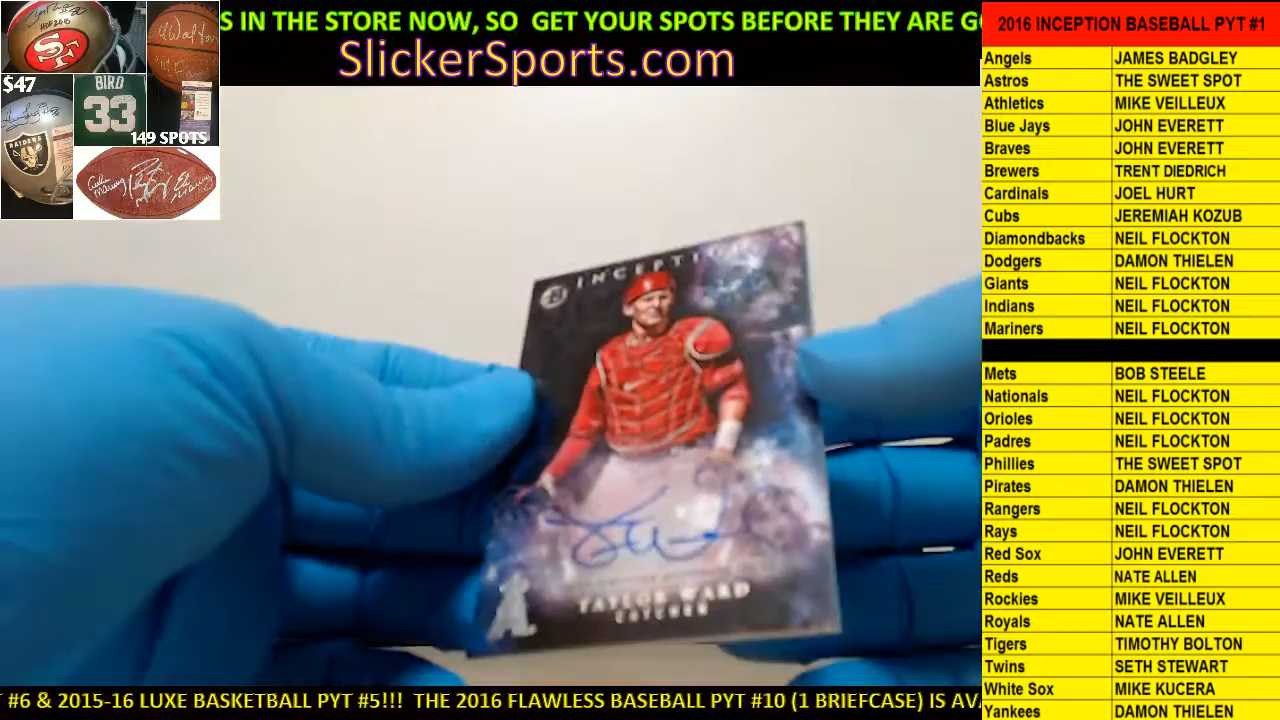 S IN THE STORE NOW, SO GET YOUR SPOTS BEFORE THEY ARE GO
SlickerSports.com
HOF 2015
SF
$47
RAIDERS
BIRD
33
149 SPOTS
INCEPTI
TAYLOR WARD
CATCHER
A
2016 INCEPTION BASEBALL PYT #1
Angels JAMES BADGLEY
Astros THE SWEET SPOT
Athletics MIKE VEILLEUX
Blue Jays JOHN EVERETT
Braves JOHN EVERETT
Brewers TRENT DIEDRICH
Cardinals JOEL HURT
Cubs JEREMIAH KOZUB
Diamondbacks NEIL FLOCKTON
Dodgers DAMON THIELEN
Giants NEIL FLOCKTON
Indians NEIL FLOCKTON
Mariners NEIL FLOCKTON
Mets BOB STEELE
Nationals NEIL FLOCKTON
Orioles NEIL FLOCKTON
Padres NEIL FLOCKTON
Phillies THE SWEET SPOT
Pirates DAMON THIELEN
Rangers NEIL FLOCKTON
Rays NEIL FLOCKTON
Red Sox JOHN EVERETT
Reds NATE ALLEN
Rockies MIKE VEILLEUX
Royals NATE ALLEN
Tigers TIMOTHY BOLTON
Twins SETH STEWART
White Sox MIKE KUCERA
Yankees DAMON THIELEN
#6 & 2015-16 LUXE BASKETBALL PYT #5!!! THE 2016 FLAWLESS BASEBALL PYT #10 (1 BRIEFCASE) IS AV